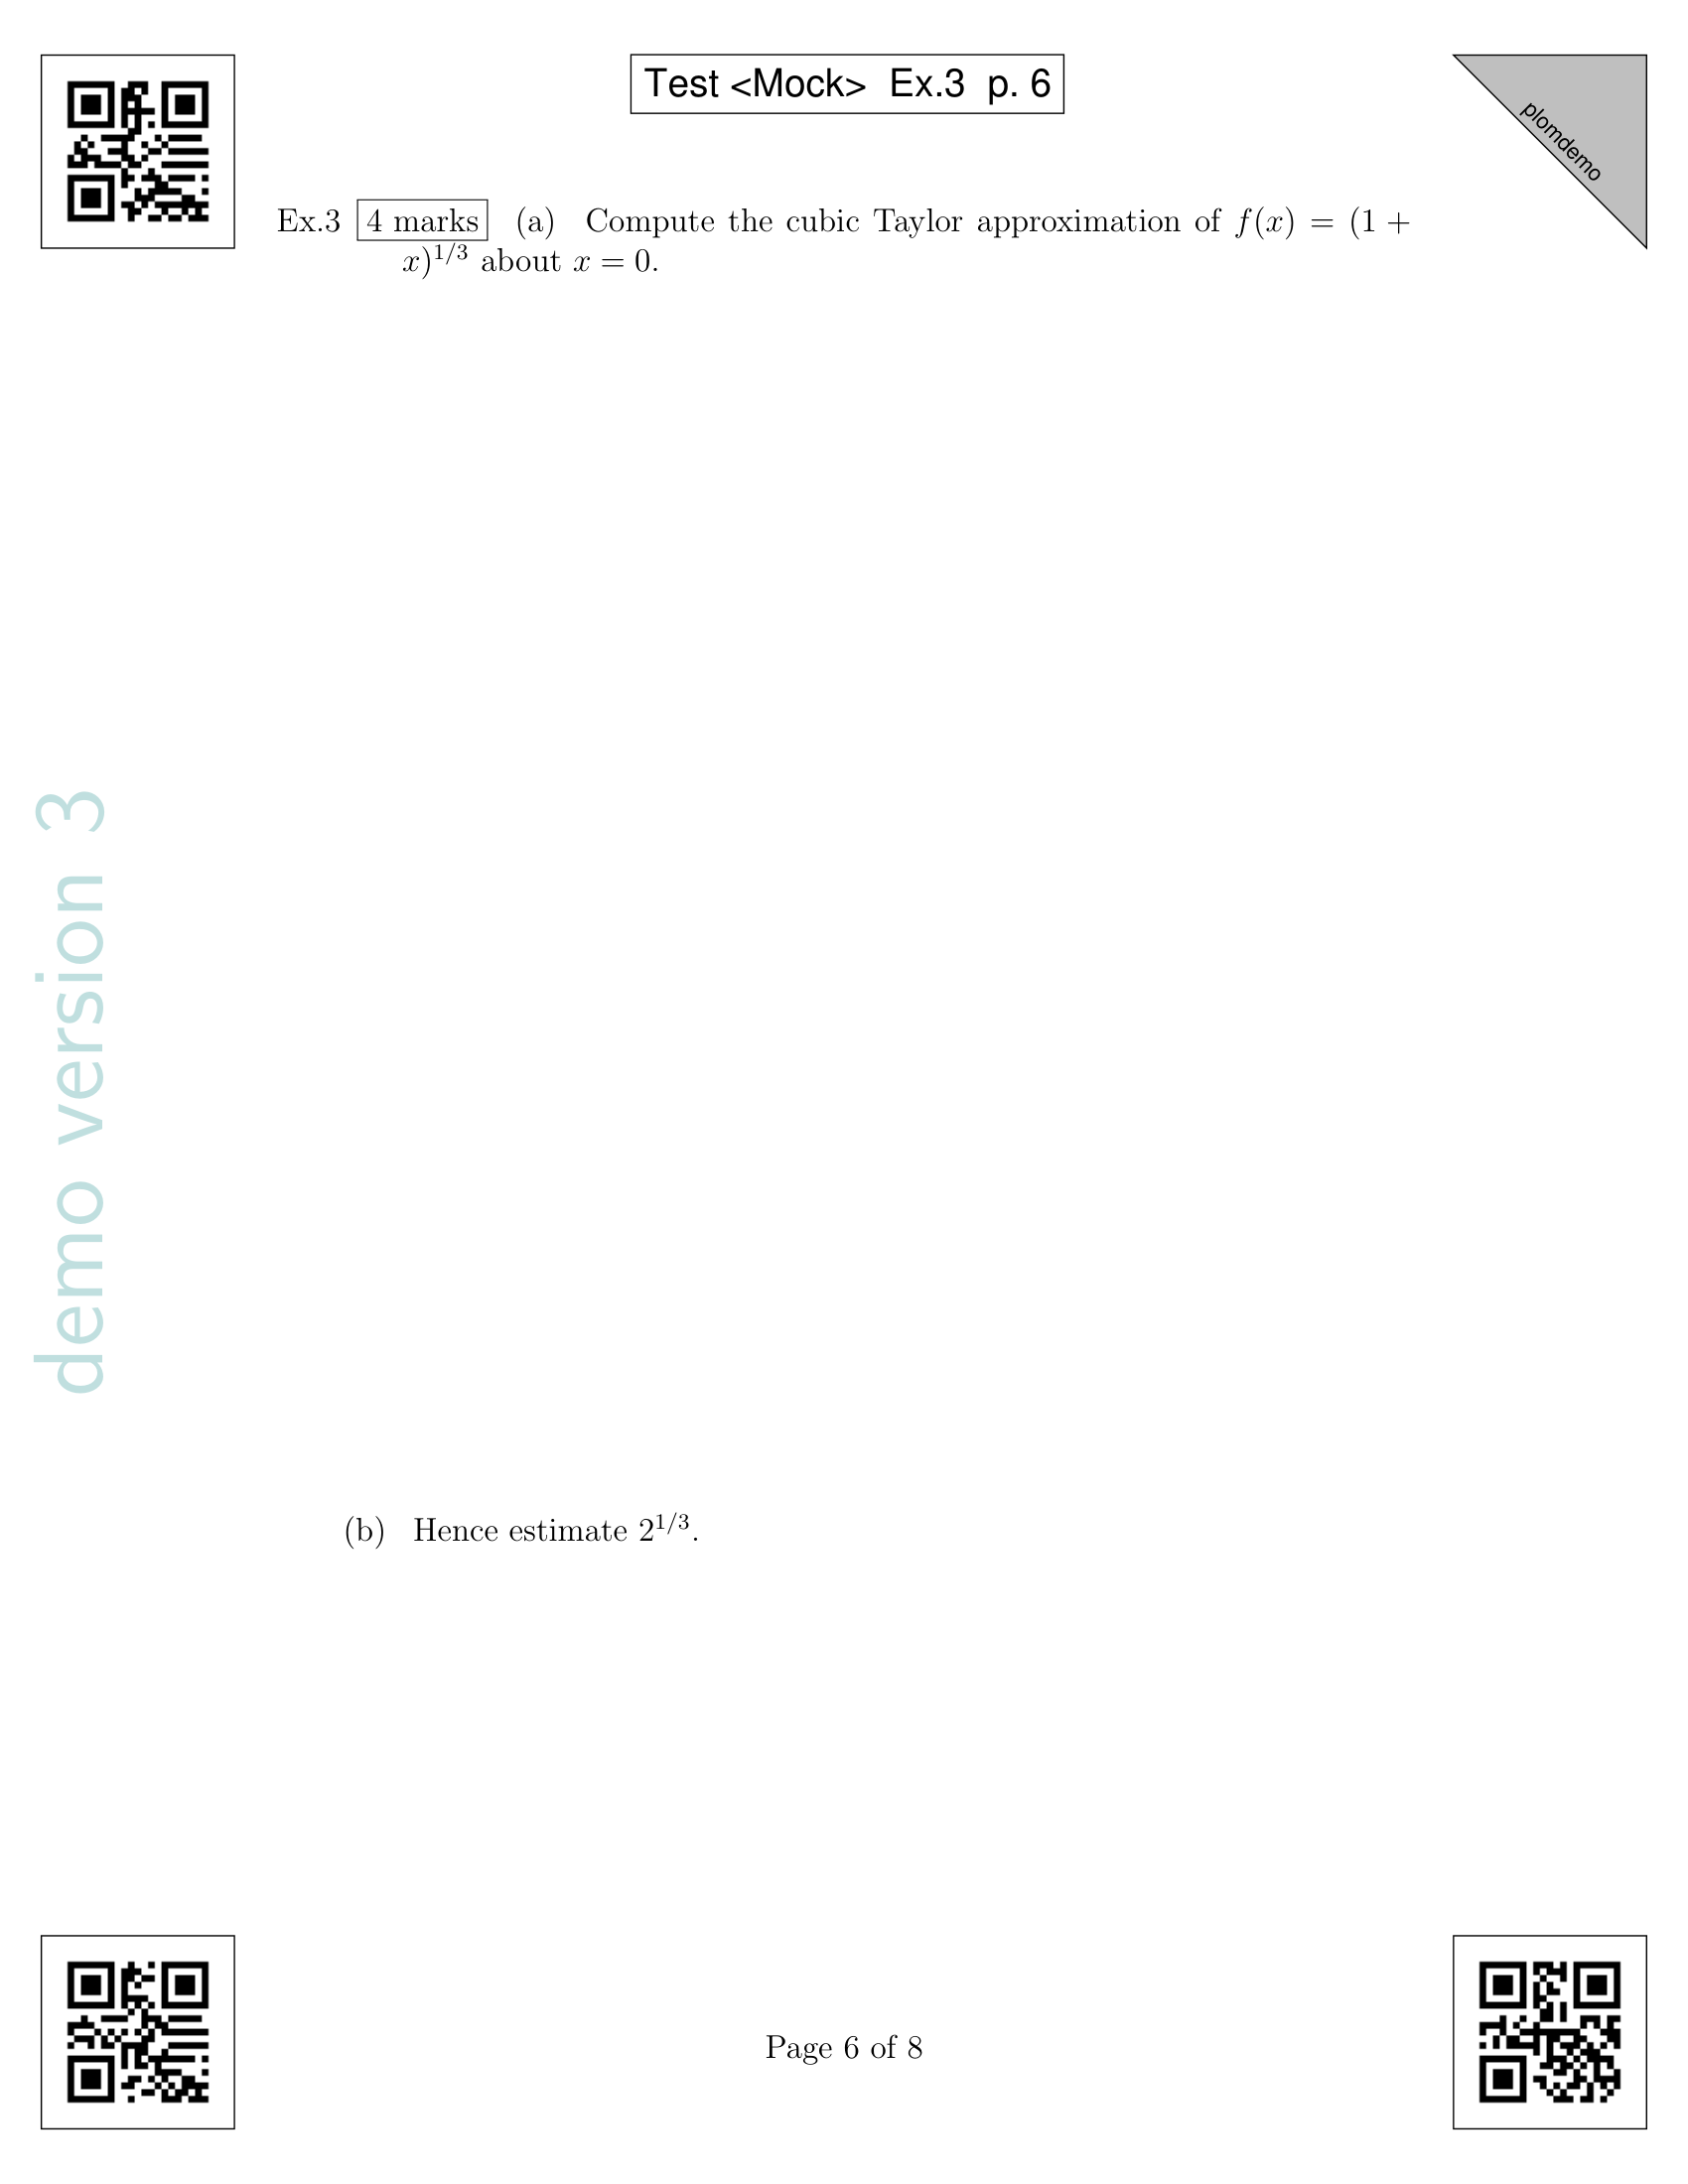 Test <Mock> Ex.3 p. 6
plomdemo
Ex.3 4 marks (a) Compute the cubic Taylor approximation of f(x) = (1 +
x)^{1/3} about x = 0.
demo version 3
(b) Hence estimate 2^{1/3}.
Page 6 of 8